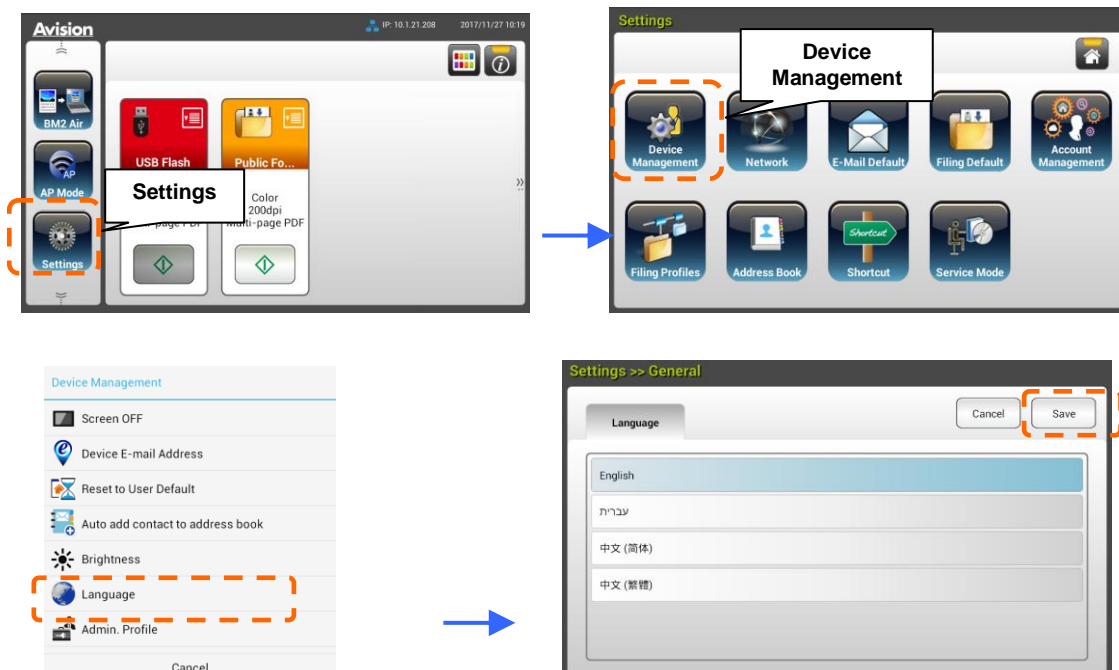 Avision
IP: 10.1.21.208
2017/11/27 10:19
BM2 Air
AP
AP Mode
Settings
USB Flash
Public Fo...
Color
200dpi
Multi-page PDF
Settings
Settings
Device
Management
Device
Management
Network
E-Mail Default
Filing Default
Account
Management
Filing Profiles
Address Book
Shortcut
Shortcut
Service Mode
Device Management
Screen OFF
Device E-mail Address
Reset to User Default
Auto add contact to address book
Brightness
Language
Admin. Profile
Cancel
Settings >> General
Language
Cancel
Save
English
עברית
中文 (简体)
中文 (繁體)